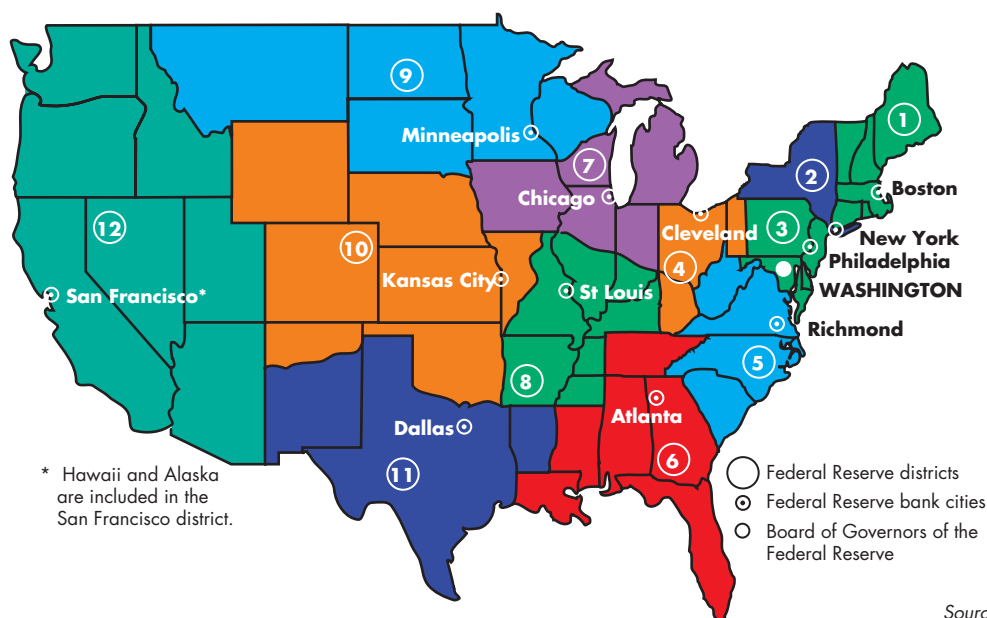 9
1
Minneapolis
7
2
Boston
Chicago
12
3
New York
10
Cleveland
Philadelphia
Kansas City
4
San Francisco*
St Louis
WASHINGTON
Richmond
5
8
Atlanta
Dallas
6
11
* Hawaii and Alaska
are included in the
San Francisco district.
Federal Reserve districts
Federal Reserve bank cities
Board of Governors of the
Federal Reserve
Sourc